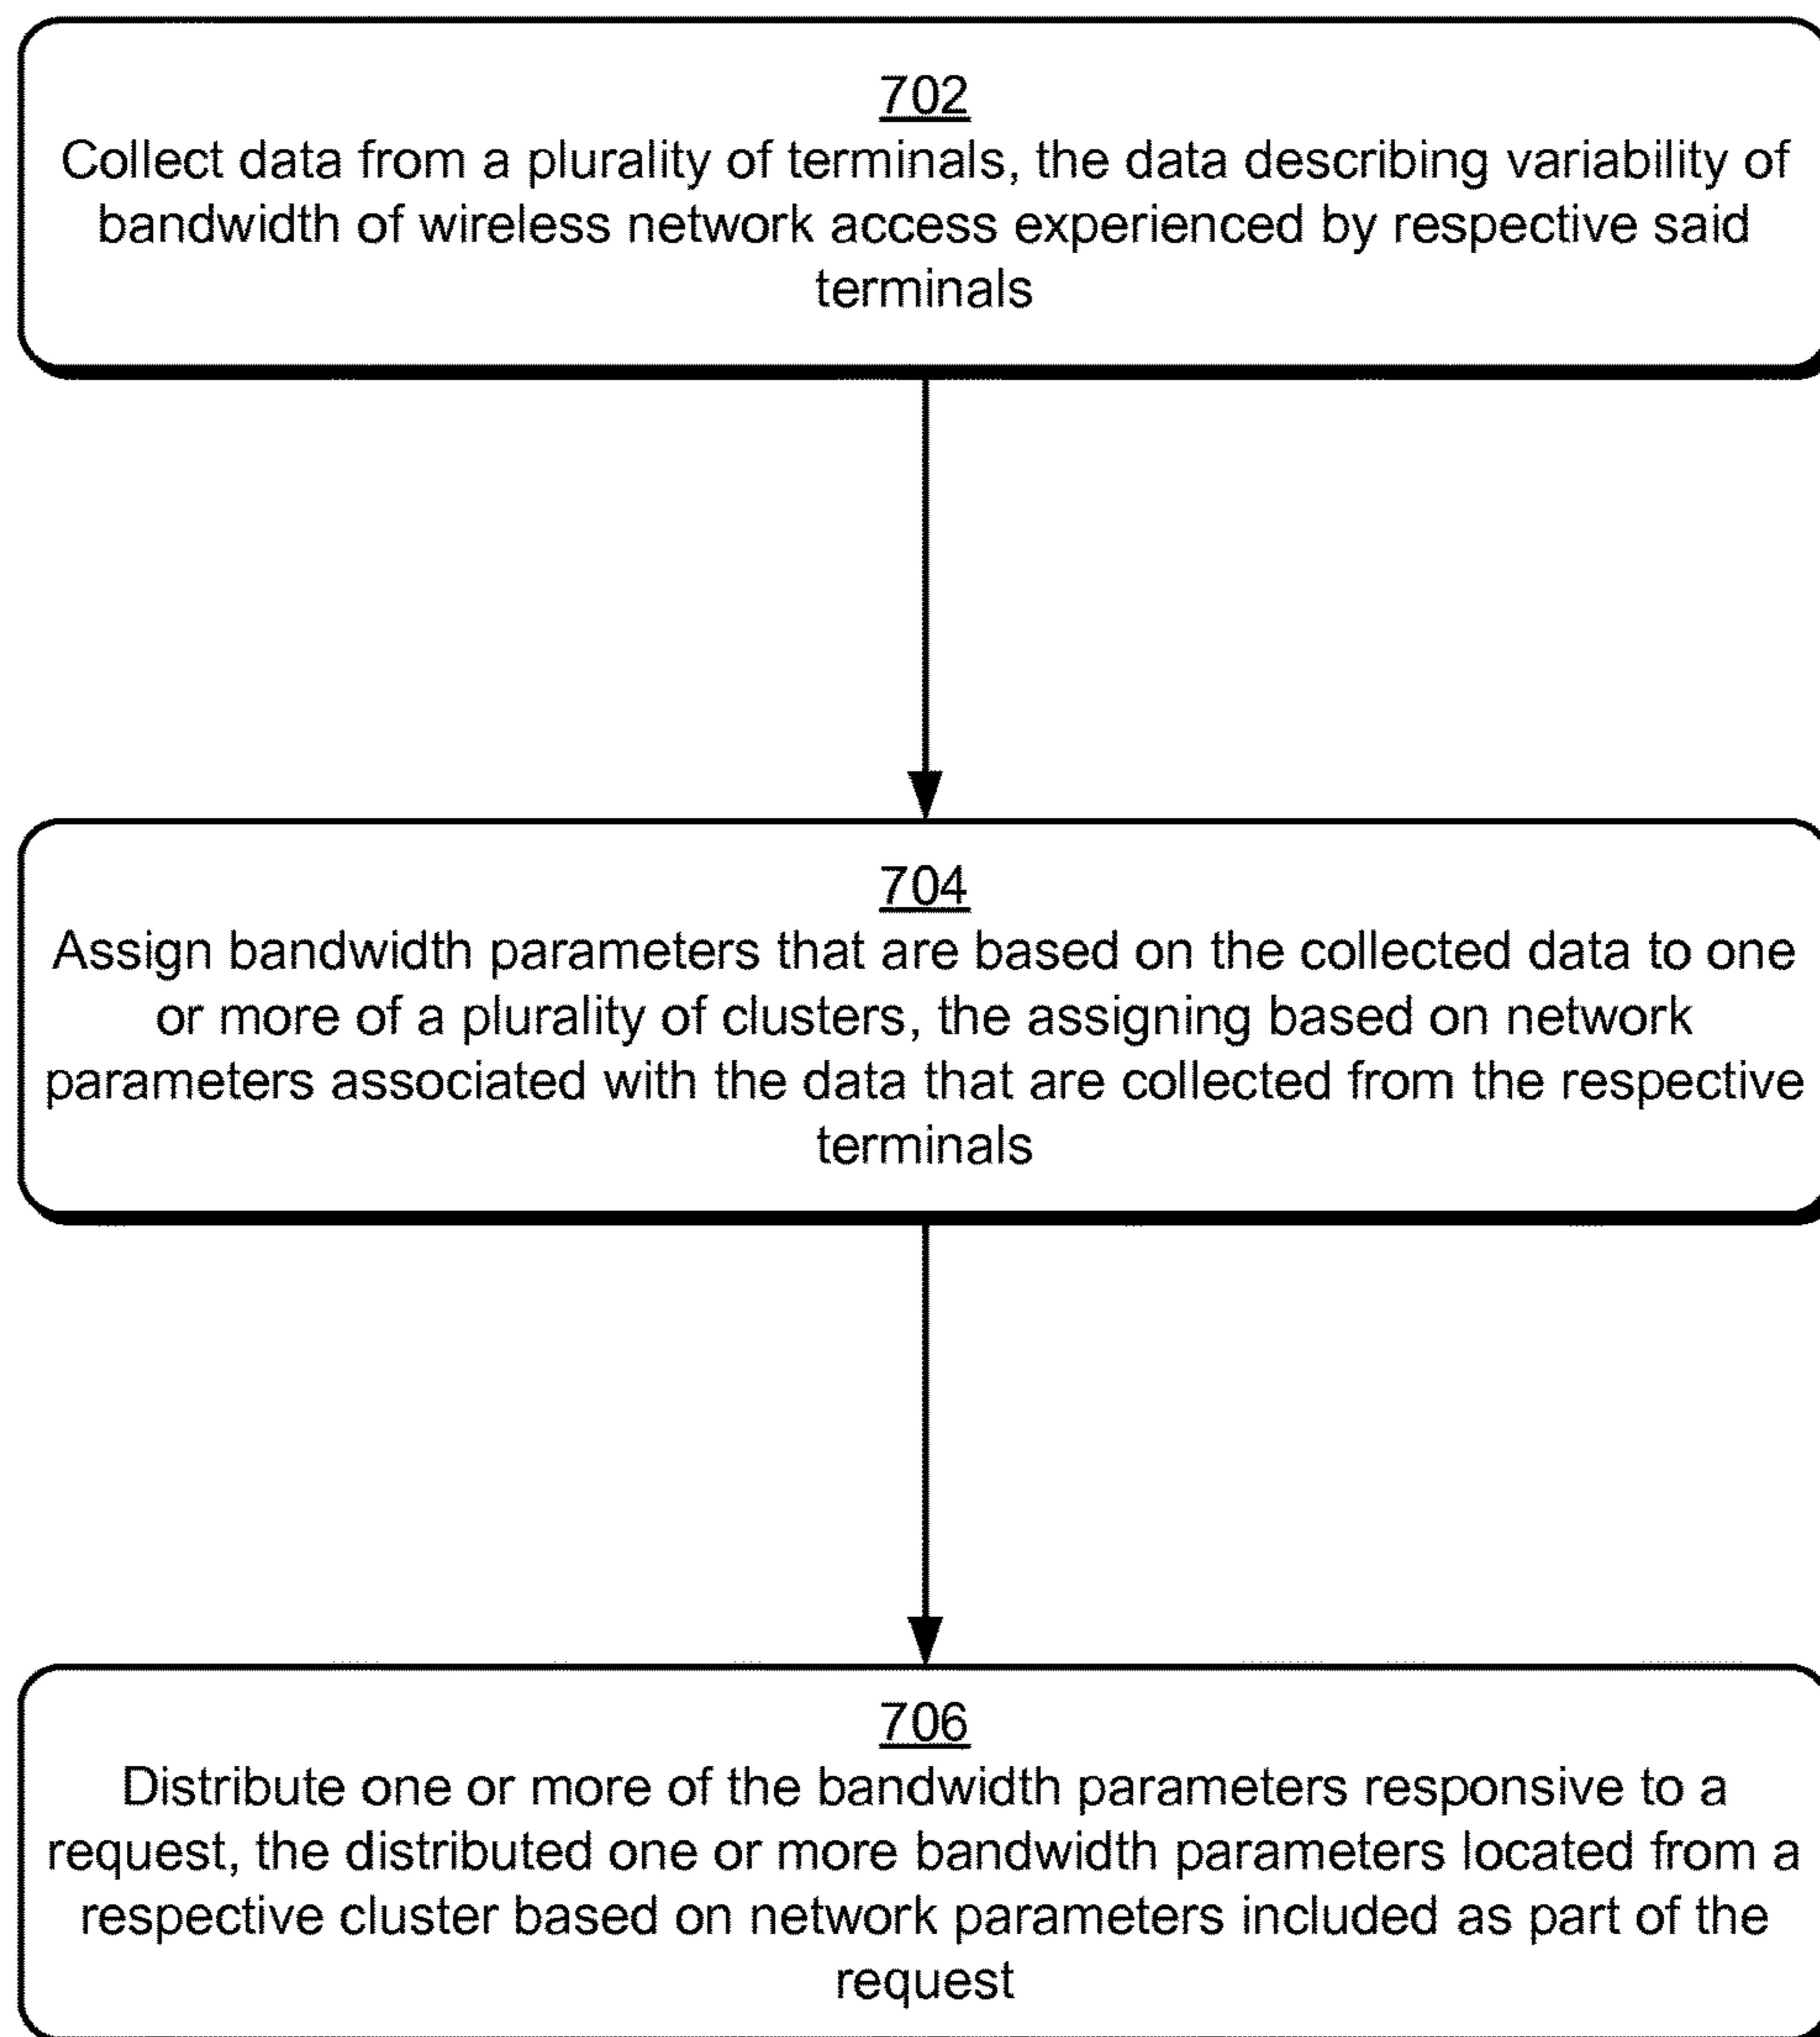 702
Collect data from a plurality of terminals, the data describing variability of
bandwidth of wireless network access experienced by respective said
terminals
704
Assign bandwidth parameters that are based on the collected data to one
or more of a plurality of clusters, the assigning based on network
parameters associated with the data that are collected from the respective
terminals
706
Distribute one or more of the bandwidth parameters responsive to a
request, the distributed one or more bandwidth parameters located from a
respective cluster based on network parameters included as part of the
request